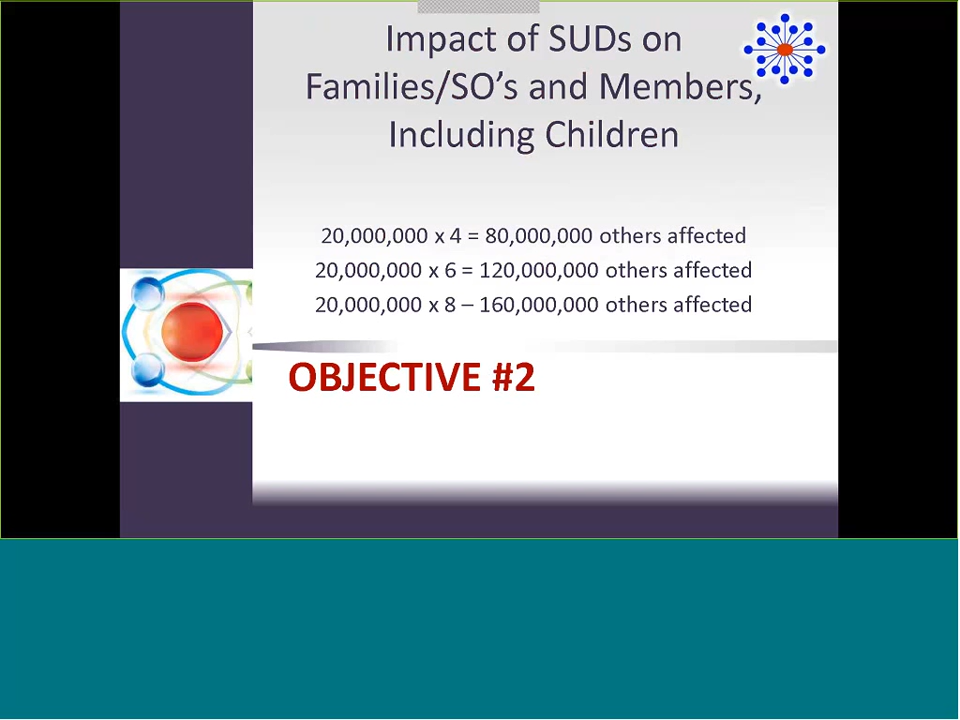 Impact of SUDs on
Families/SO’s and Members,
Including Children
20,000,000 x 4 = 80,000,000 others affected
20,000,000 x 6 = 120,000,000 others affected
20,000,000 x 8 – 160,000,000 others affected
OBJECTIVE #2